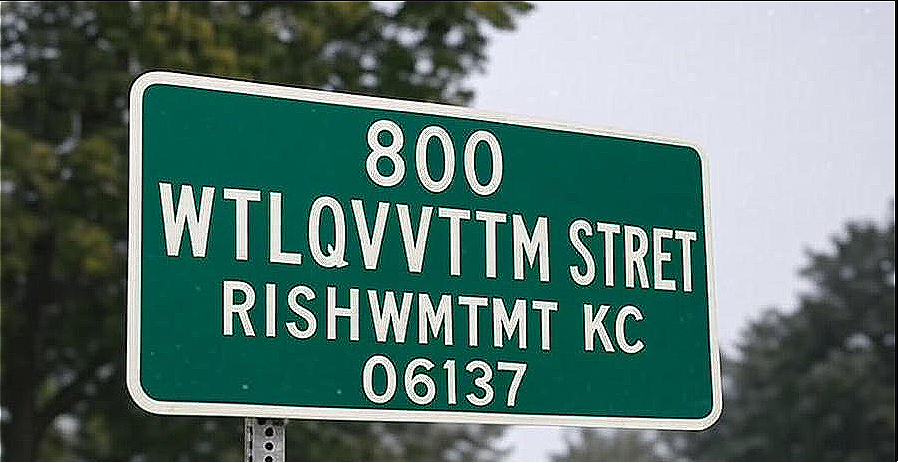 800
WTLQVVTTM STRET
RISHWMTMT KC
06137